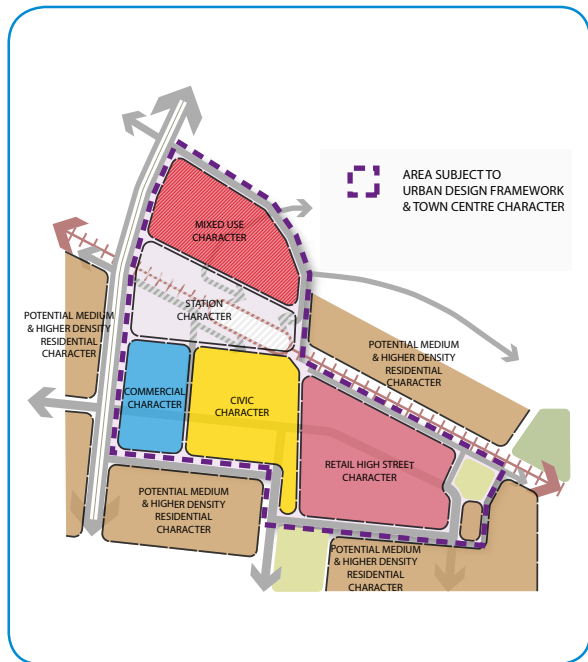 AREA SUBJECT TO
URBAN DESIGN FRAMEWORK
& TOWN CENTRE CHARACTER
MIXED USE
CHARACTER
STATION
CHARACTER
POTENTIAL MEDIUM
& HIGHER DENSITY
RESIDENTIAL
CHARACTER
POTENTIAL MEDIUM
& HIGHER DENSITY
RESIDENTIAL
CHARACTER
COMMERCIAL
CHARACTER
CIVIC
CHARACTER
RETAIL HIGH STREET
CHARACTER
POTENTIAL MEDIUM
& HIGHER DENSITY
RESIDENTIAL
CHARACTER
POTENTIAL MEDIUM
& HIGHER DENSITY
RESIDENTIAL
CHARACTER